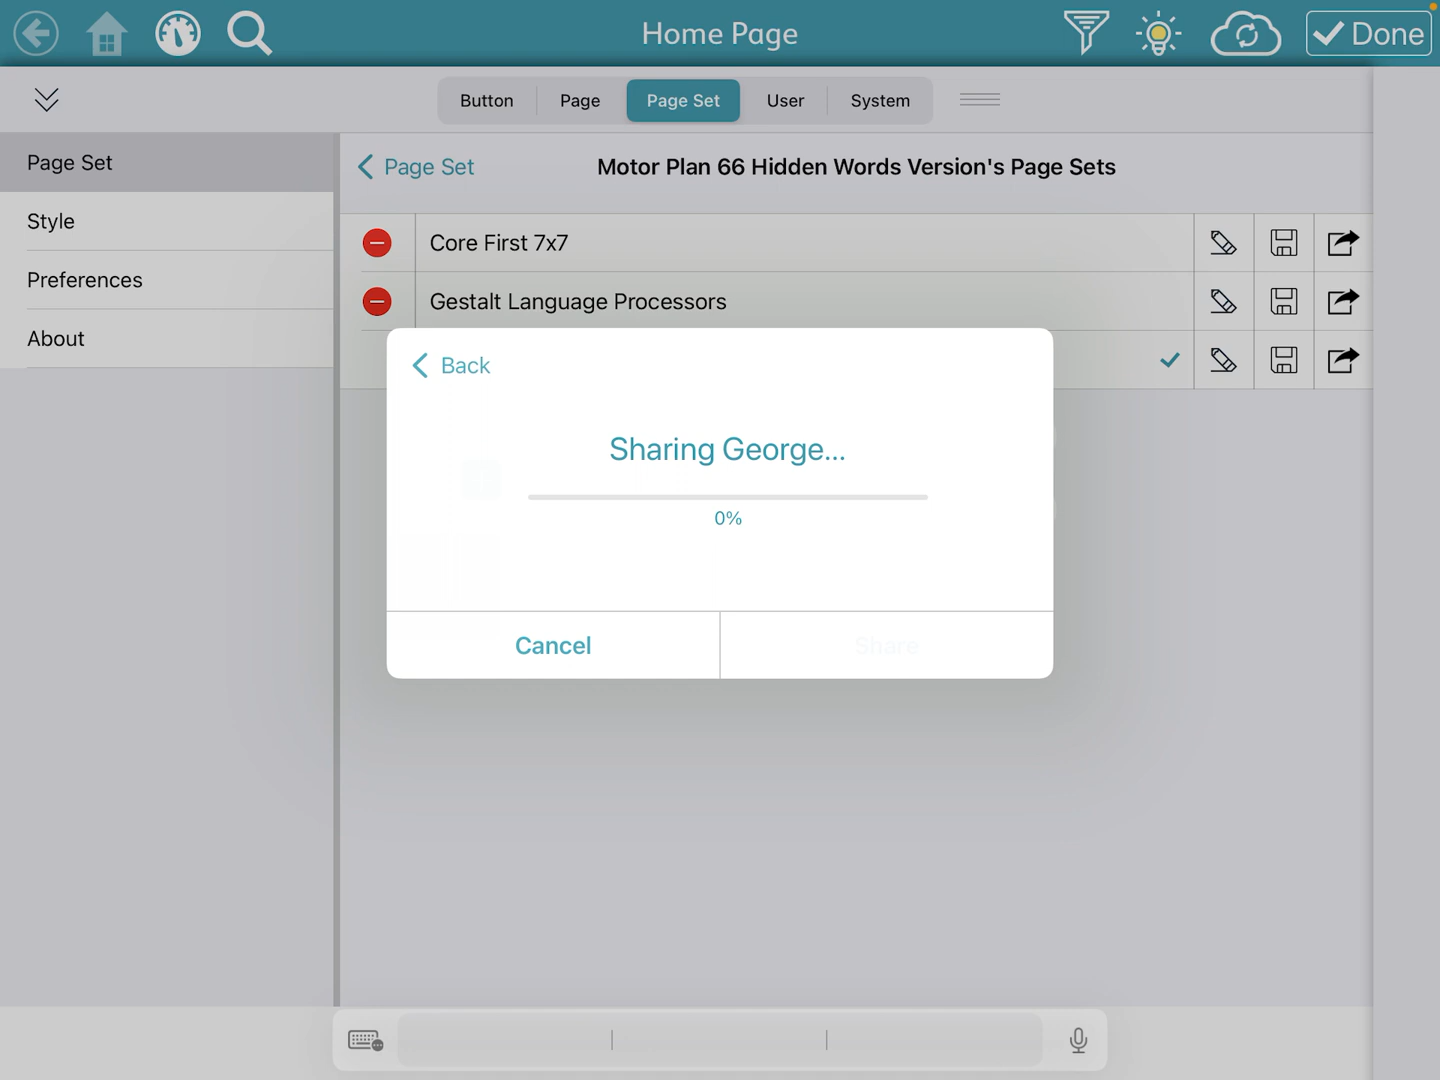 Home Page
Done
Button
Page
Page Set
User
System
Page Set
Style
Preferences
About
Page Set
Motor Plan 66 Hidden Words Version's Page Sets
Core First 7x7
Gestalt Language Processors
Back
Sharing George...
0%
Cancel
Share